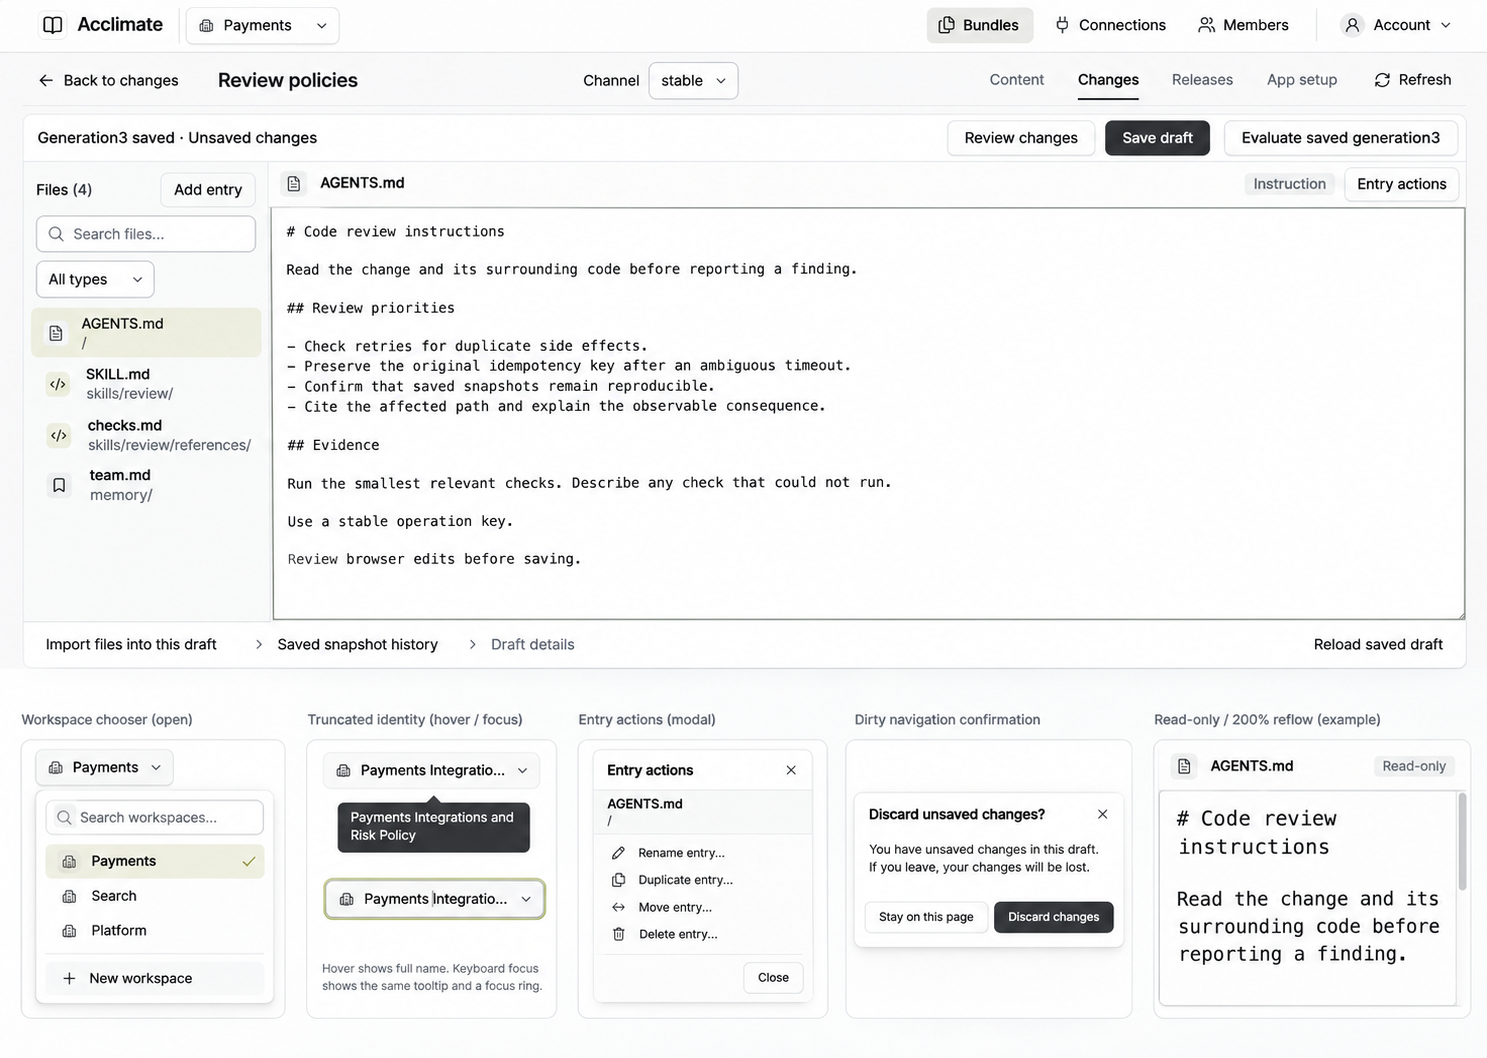 Acclimate
Payments
Bundles
Connections
Members
Account
Back to changes
Review policies
Channel
stable
Content
Changes
Releases
App setup
Refresh
Generation3 saved · Unsaved changes
Review changes
Save draft
Evaluate saved generation3
Files (4)
Add entry
Search files...
All types
AGENTS.md
/
SKILL.md
skills/review/
checks.md
skills/review/references/
team.md
memory/
AGENTS.md
Instruction
Entry actions
# Code review instructions
Read the change and its surrounding code before reporting a finding.
## Review priorities
– Check retries for duplicate side effects.
– Preserve the original idempotency key after an ambiguous timeout.
– Confirm that saved snapshots remain reproducible.
– Cite the affected path and explain the observable consequence.
## Evidence
Run the smallest relevant checks. Describe any check that could not run.
Use a stable operation key.
Review browser edits before saving.
Import files into this draft
Saved snapshot history
Draft details
Reload saved draft
Workspace chooser (open)
Payments
Search workspaces...
Payments
Search
Platform
New workspace
Truncated identity (hover / focus)
Payments Integratio...
Payments Integrations and
Risk Policy
Payments Integratio...
Hover shows full name. Keyboard focus
shows the same tooltip and a focus ring.
Entry actions (modal)
Entry actions
AGENTS.md
/
Rename entry...
Duplicate entry...
Move entry...
Delete entry...
Close
Dirty navigation confirmation
Discard unsaved changes?
You have unsaved changes in this draft.
If you leave, your changes will be lost.
Stay on this page
Discard changes
Read-only / 200% reflow (example)
AGENTS.md
Read-only
# Code review
instructions
Read the change and its
surrounding code before
reporting a finding.